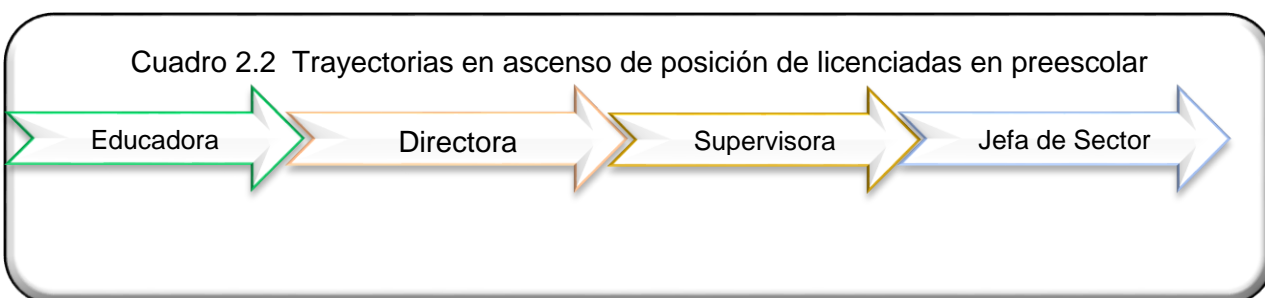 Cuadro 2.2  Trayectorias en ascenso de posición de licenciadas en preescolar
Educadora
Directora
Supervisora
Jefa de Sector